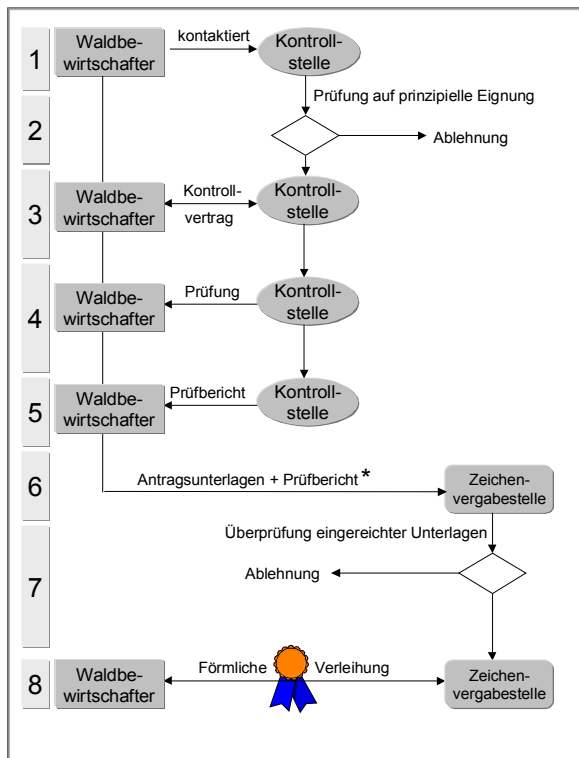 1
Waldbe-
wirtschafter
kontaktiert
Kontroll-
stelle
Prüfung auf prinzipielle Eignung
2
Ablehnung
3
Waldbe-
wirtschafter
Kontroll-
vertrag
Kontroll-
stelle
4
Waldbe-
wirtschafter
Prüfung
Kontroll-
stelle
5
Waldbe-
wirtschafter
Prüfbericht
Kontroll-
stelle
6
Antragsunterlagen + Prüfbericht *
Zeichen-
vergabestelle
Überprüfung eingereichter Unterlagen
7
Ablehnung
8
Waldbe-
wirtschafter
Förmliche Verleihung
Zeichen-
vergabestelle